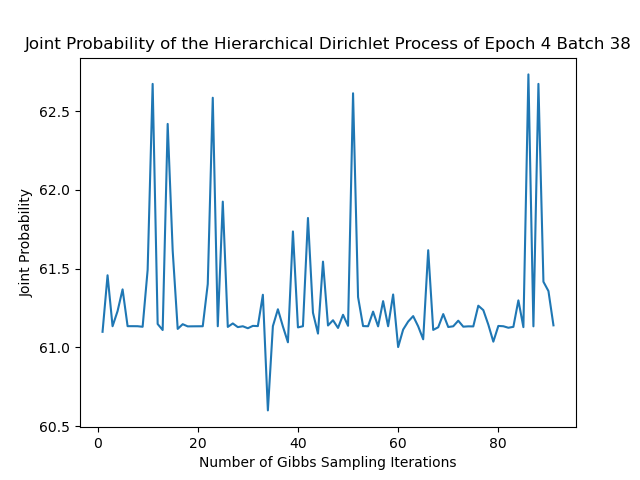 Joint Probability of the Hierarchical Dirichlet Process of Epoch 4 Batch 38
62.5
62.0
61.5
61.0
60.5
Joint Probability
0 20 40 60 80
Number of Gibbs Sampling Iterations